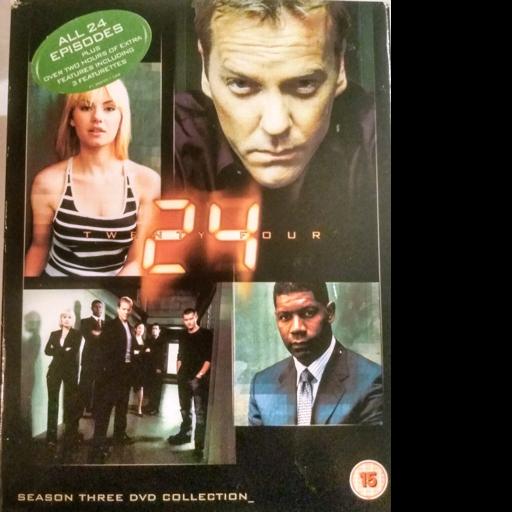 ALL 24
EPISODES
PLUS
OVER TWO HOURS OF EXTRA
FEATURES INCLUDING
3 FEATURETTES
24
TWENTY FOUR
15
SEASON THREE DVD COLLECTION_